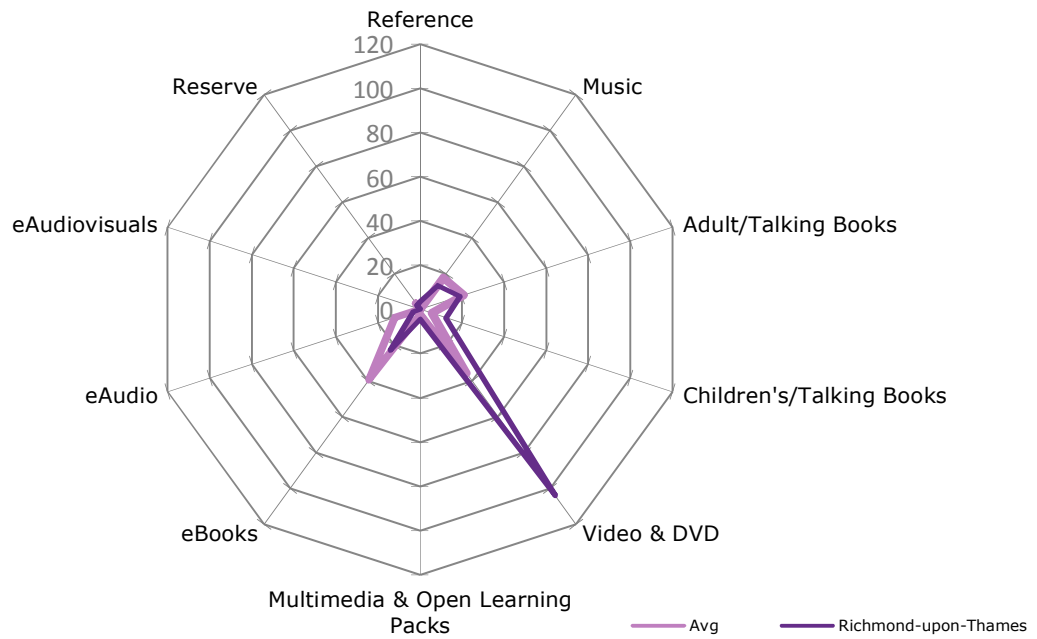 Reference
120
Reserve
Music
100
80
60
eAudiovisuals
Adult/Talking Books
40
20
0
eAudio
Children's/Talking Books
eBooks
Video & DVD
Multimedia & Open Learning
Packs
Avg
Richmond-upon-Thames